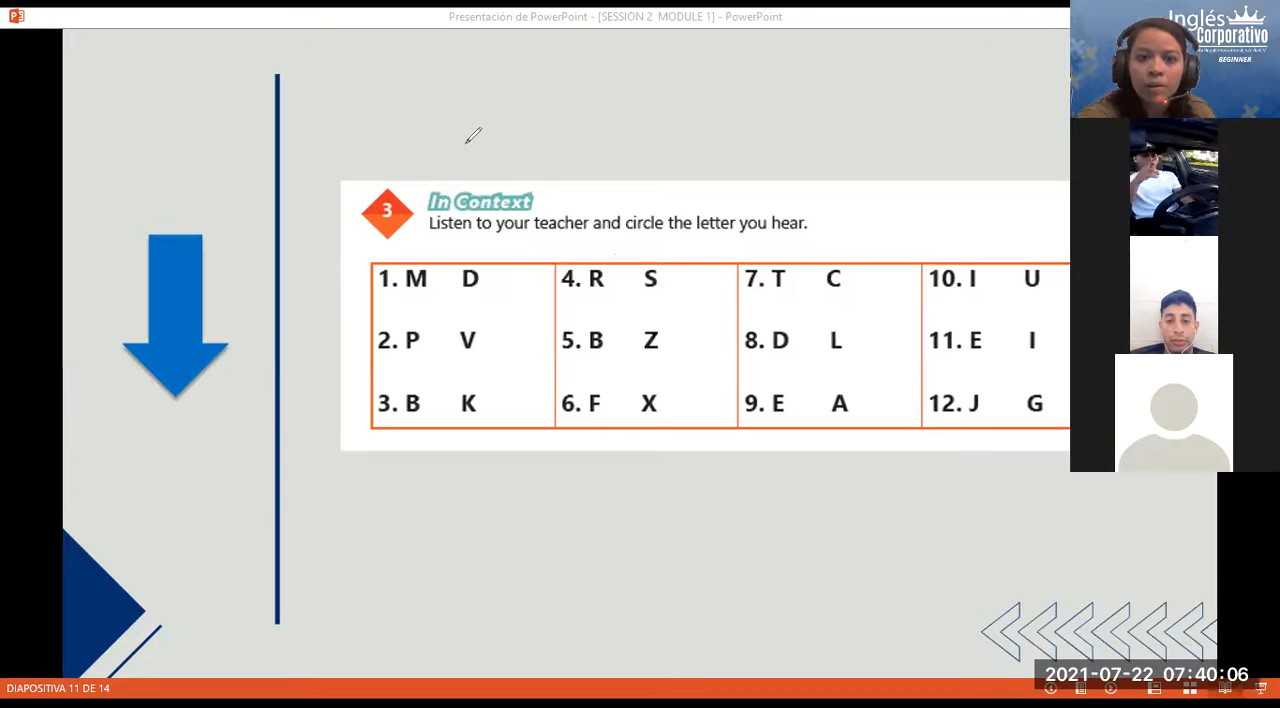 Presentación de PowerPoint - [SESSION 2 MODULE 1] - PowerPoint
Inglés
Corporativo
BEGINNER
3
In Context
Listen to your teacher and circle the letter you hear.
1. M D 4. R S 7. T C 10. I U
2. P V 5. B Z 8. D L 11. E I
3. B K 6. F X 9. E A 12. J G
2021-07-22 07:40:06
DIAPOSITIVA 11 DE 14